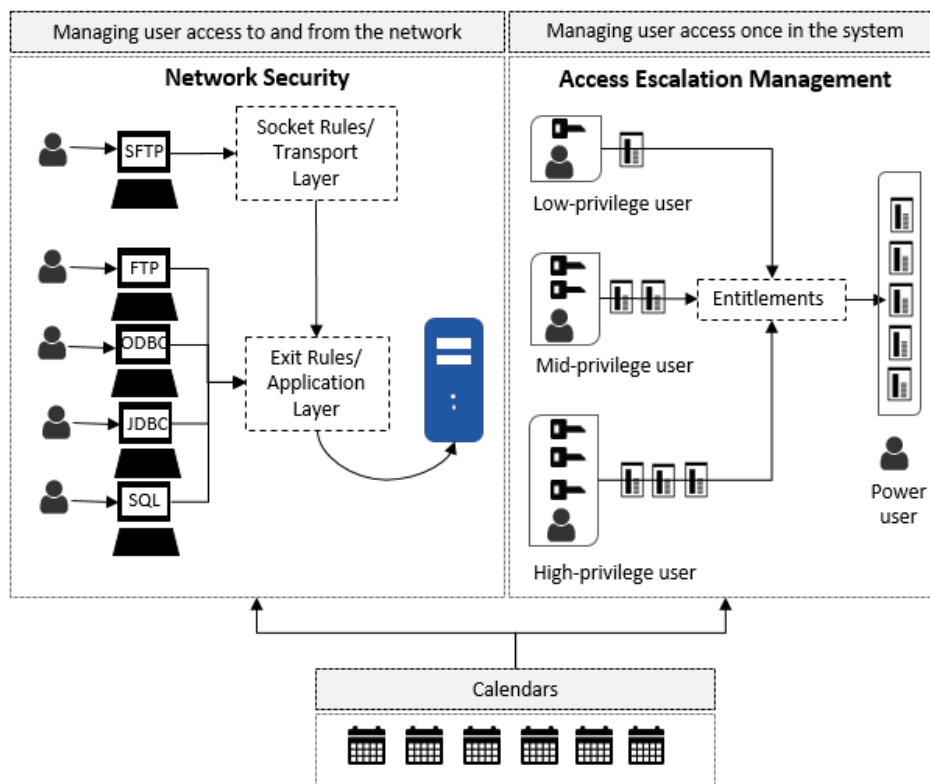 Managing user access to and from the network
Managing user access once in the system
Network Security
SFTP
Socket Rules/
Transport
Layer
FTP
ODBC
JDBC
SQL
Exit Rules/
Application
Layer
Access Escalation Management
Low-privilege user
Mid-privilege user
High-privilege user
Entitlements
Power
user
Calendars